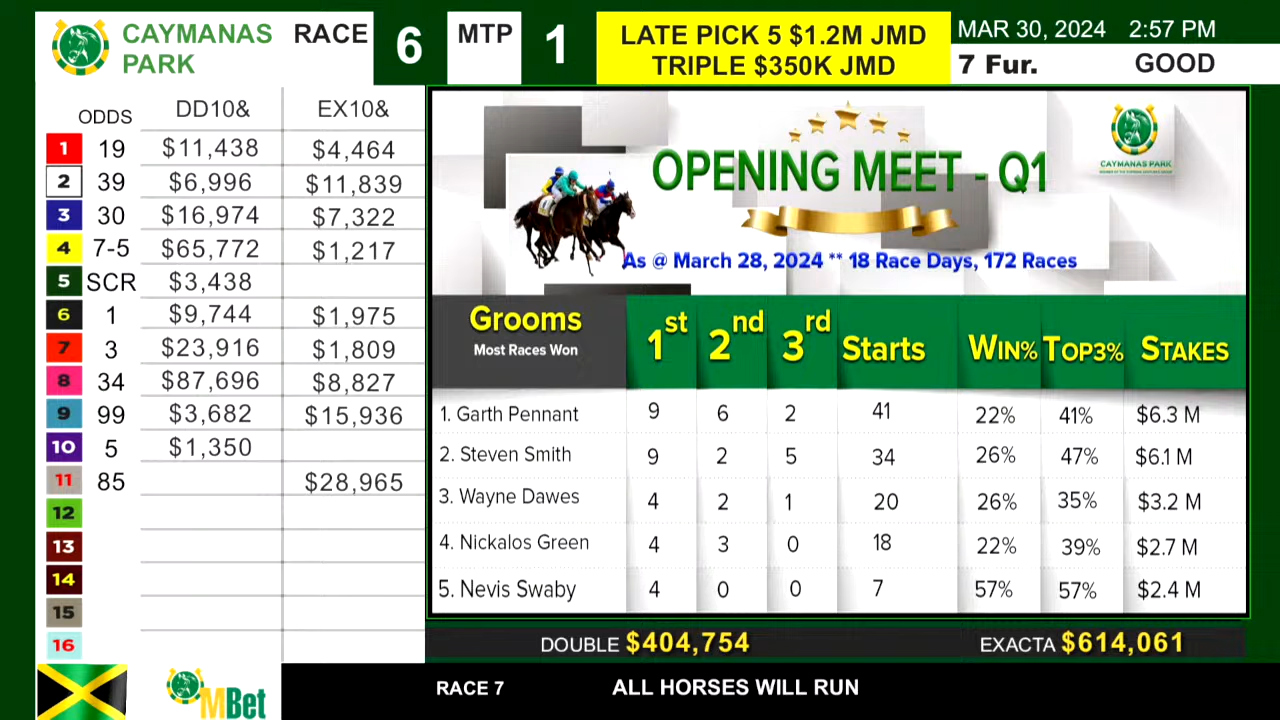 CAYMANAS PARK RACE 6 MTP 1
LATE PICK 5 $1.2M JMD
TRIPLE $350K JMD
MAR 30, 2024 2:57 PM
7 Fur. GOOD
ODDS DD10& EX10&
1 19 $11,438 $4,464
2 39 $6,996 $11,839
3 30 $16,974 $7,322
4 7-5 $65,772 $1,217
5 SCR $3,438
6 1 $9,744 $1,975
7 3 $23,916 $1,809
8 34 $87,696 $8,827
9 99 $3,682 $15,936
10 5 $1,350
11 85 $28,965
12
13
14
15
16
OPENING MEET - Q1
CAYMANAS PARK
As @ March 28, 2024 ** 18 Race Days, 172 Races
Grooms
Most Races Won
1st 2nd 3rd Starts WIN% TOP3% STAKES
1. Garth Pennant 9 6 2 41 22% 41% $6.3 M
2. Steven Smith 9 2 5 34 26% 47% $6.1 M
3. Wayne Dawes 4 2 1 20 26% 35% $3.2 M
4. Nickalos Green 4 3 0 18 22% 39% $2.7 M
5. Nevis Swaby 4 0 0 7 57% 57% $2.4 M
DOUBLE $404,754 EXACTA $614,061
MBet
RACE 7 ALL HORSES WILL RUN